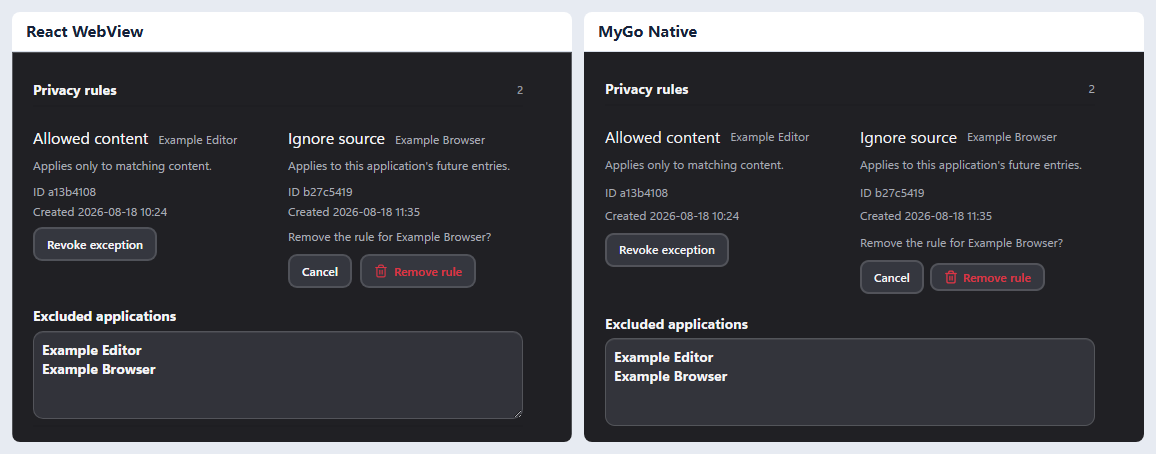 React WebView
Privacy rules 2
Allowed content Example Editor
Applies only to matching content.
ID a13b4108
Created 2026-08-18 10:24
Revoke exception
Ignore source Example Browser
Applies to this application's future entries.
ID b27c5419
Created 2026-08-18 11:35
Remove the rule for Example Browser?
Cancel Remove rule
Excluded applications
Example Editor
Example Browser
MyGo Native
Privacy rules 2
Allowed content Example Editor
Applies only to matching content.
ID a13b4108
Created 2026-08-18 10:24
Revoke exception
Ignore source Example Browser
Applies to this application's future entries.
ID b27c5419
Created 2026-08-18 11:35
Remove the rule for Example Browser?
Cancel Remove rule
Excluded applications
Example Editor
Example Browser